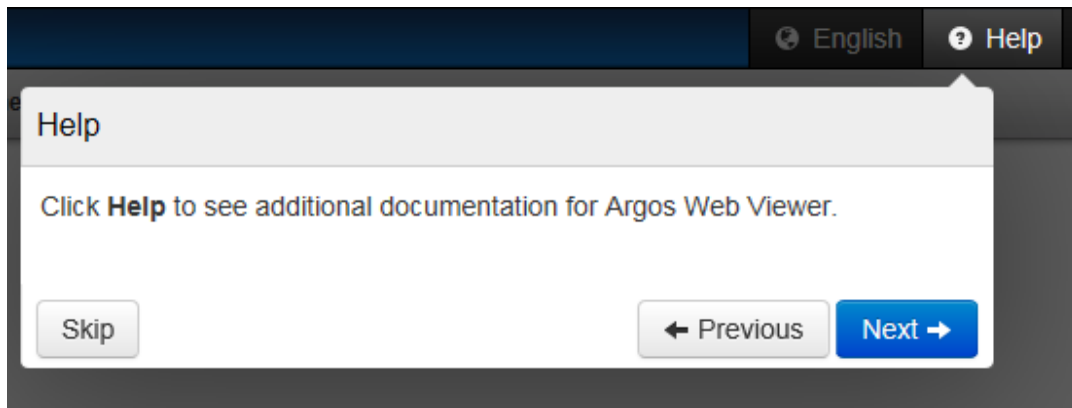 English Help
Help
Click Help to see additional documentation for Argos Web Viewer.
Skip Previous Next